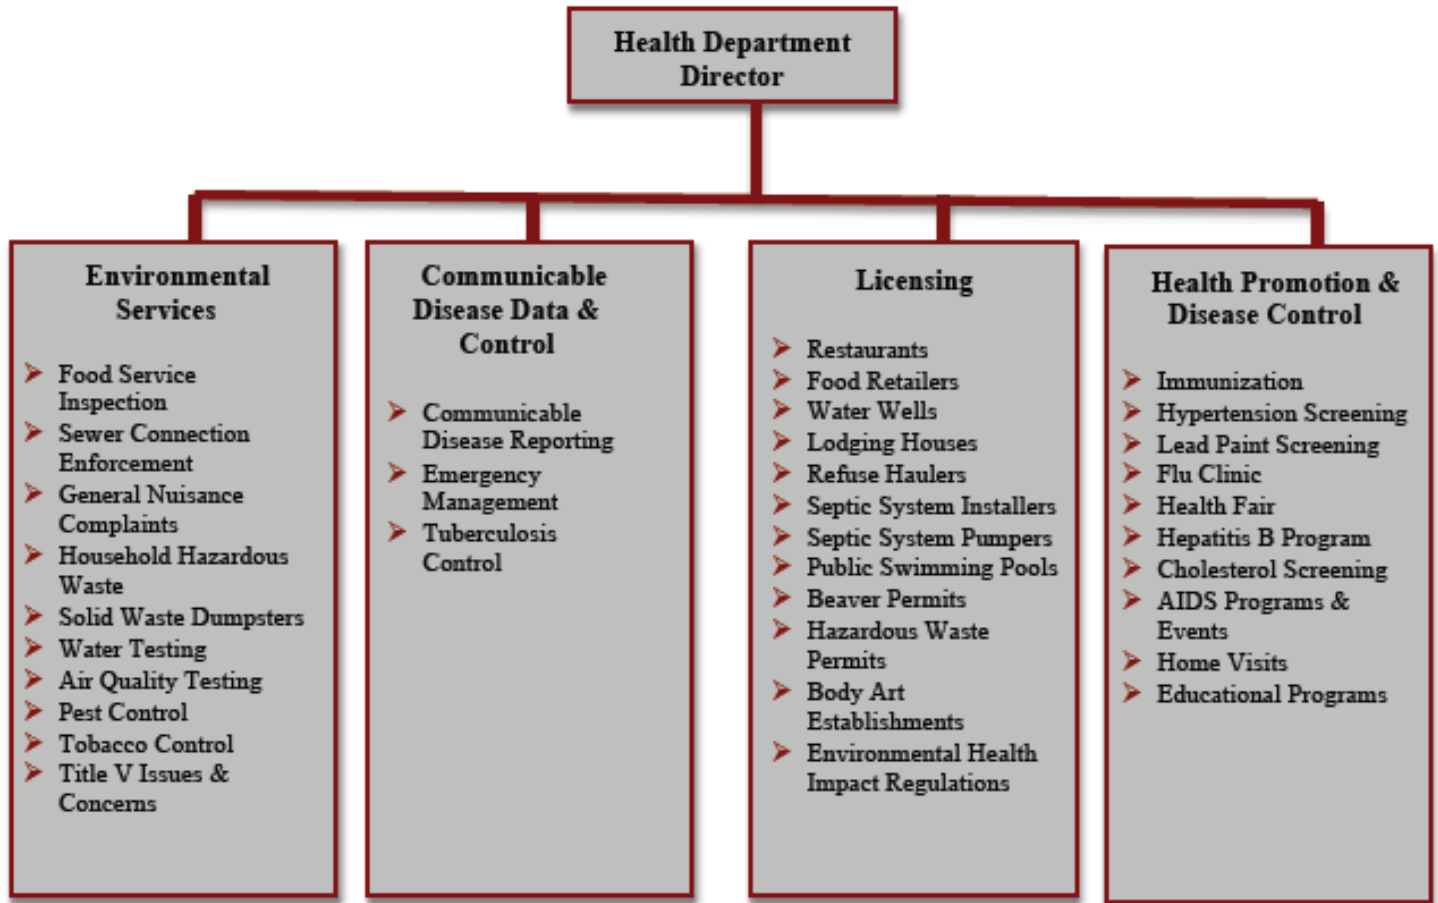 Health Department
Director
Environmental
Services
Food Service
Inspection
Sewer Connection
Enforcement
General Nuisance
Complaints
Household Hazardous
Waste
Solid Waste Dumpsters
Water Testing
Air Quality Testing
Pest Control
Tobacco Control
Title V Issues &
Concerns
Communicable
Disease Data &
Control
Communicable
Disease Reporting
Emergency
Management
Tuberculosis
Control
Licensing
Restaurants
Food Retailers
Water Wells
Lodging Houses
Refuse Haulers
Septic System Installers
Septic System Pumpers
Public Swimming Pools
Beaver Permits
Hazardous Waste
Permits
Body Art
Establishments
Environmental Health
Impact Regulations
Health Promotion &
Disease Control
Immunization
Hypertension Screening
Lead Paint Screening
Flu Clinic
Health Fair
Hepatitis B Program
Cholesterol Screening
AIDS Programs &
Events
Home Visits
Educational Programs